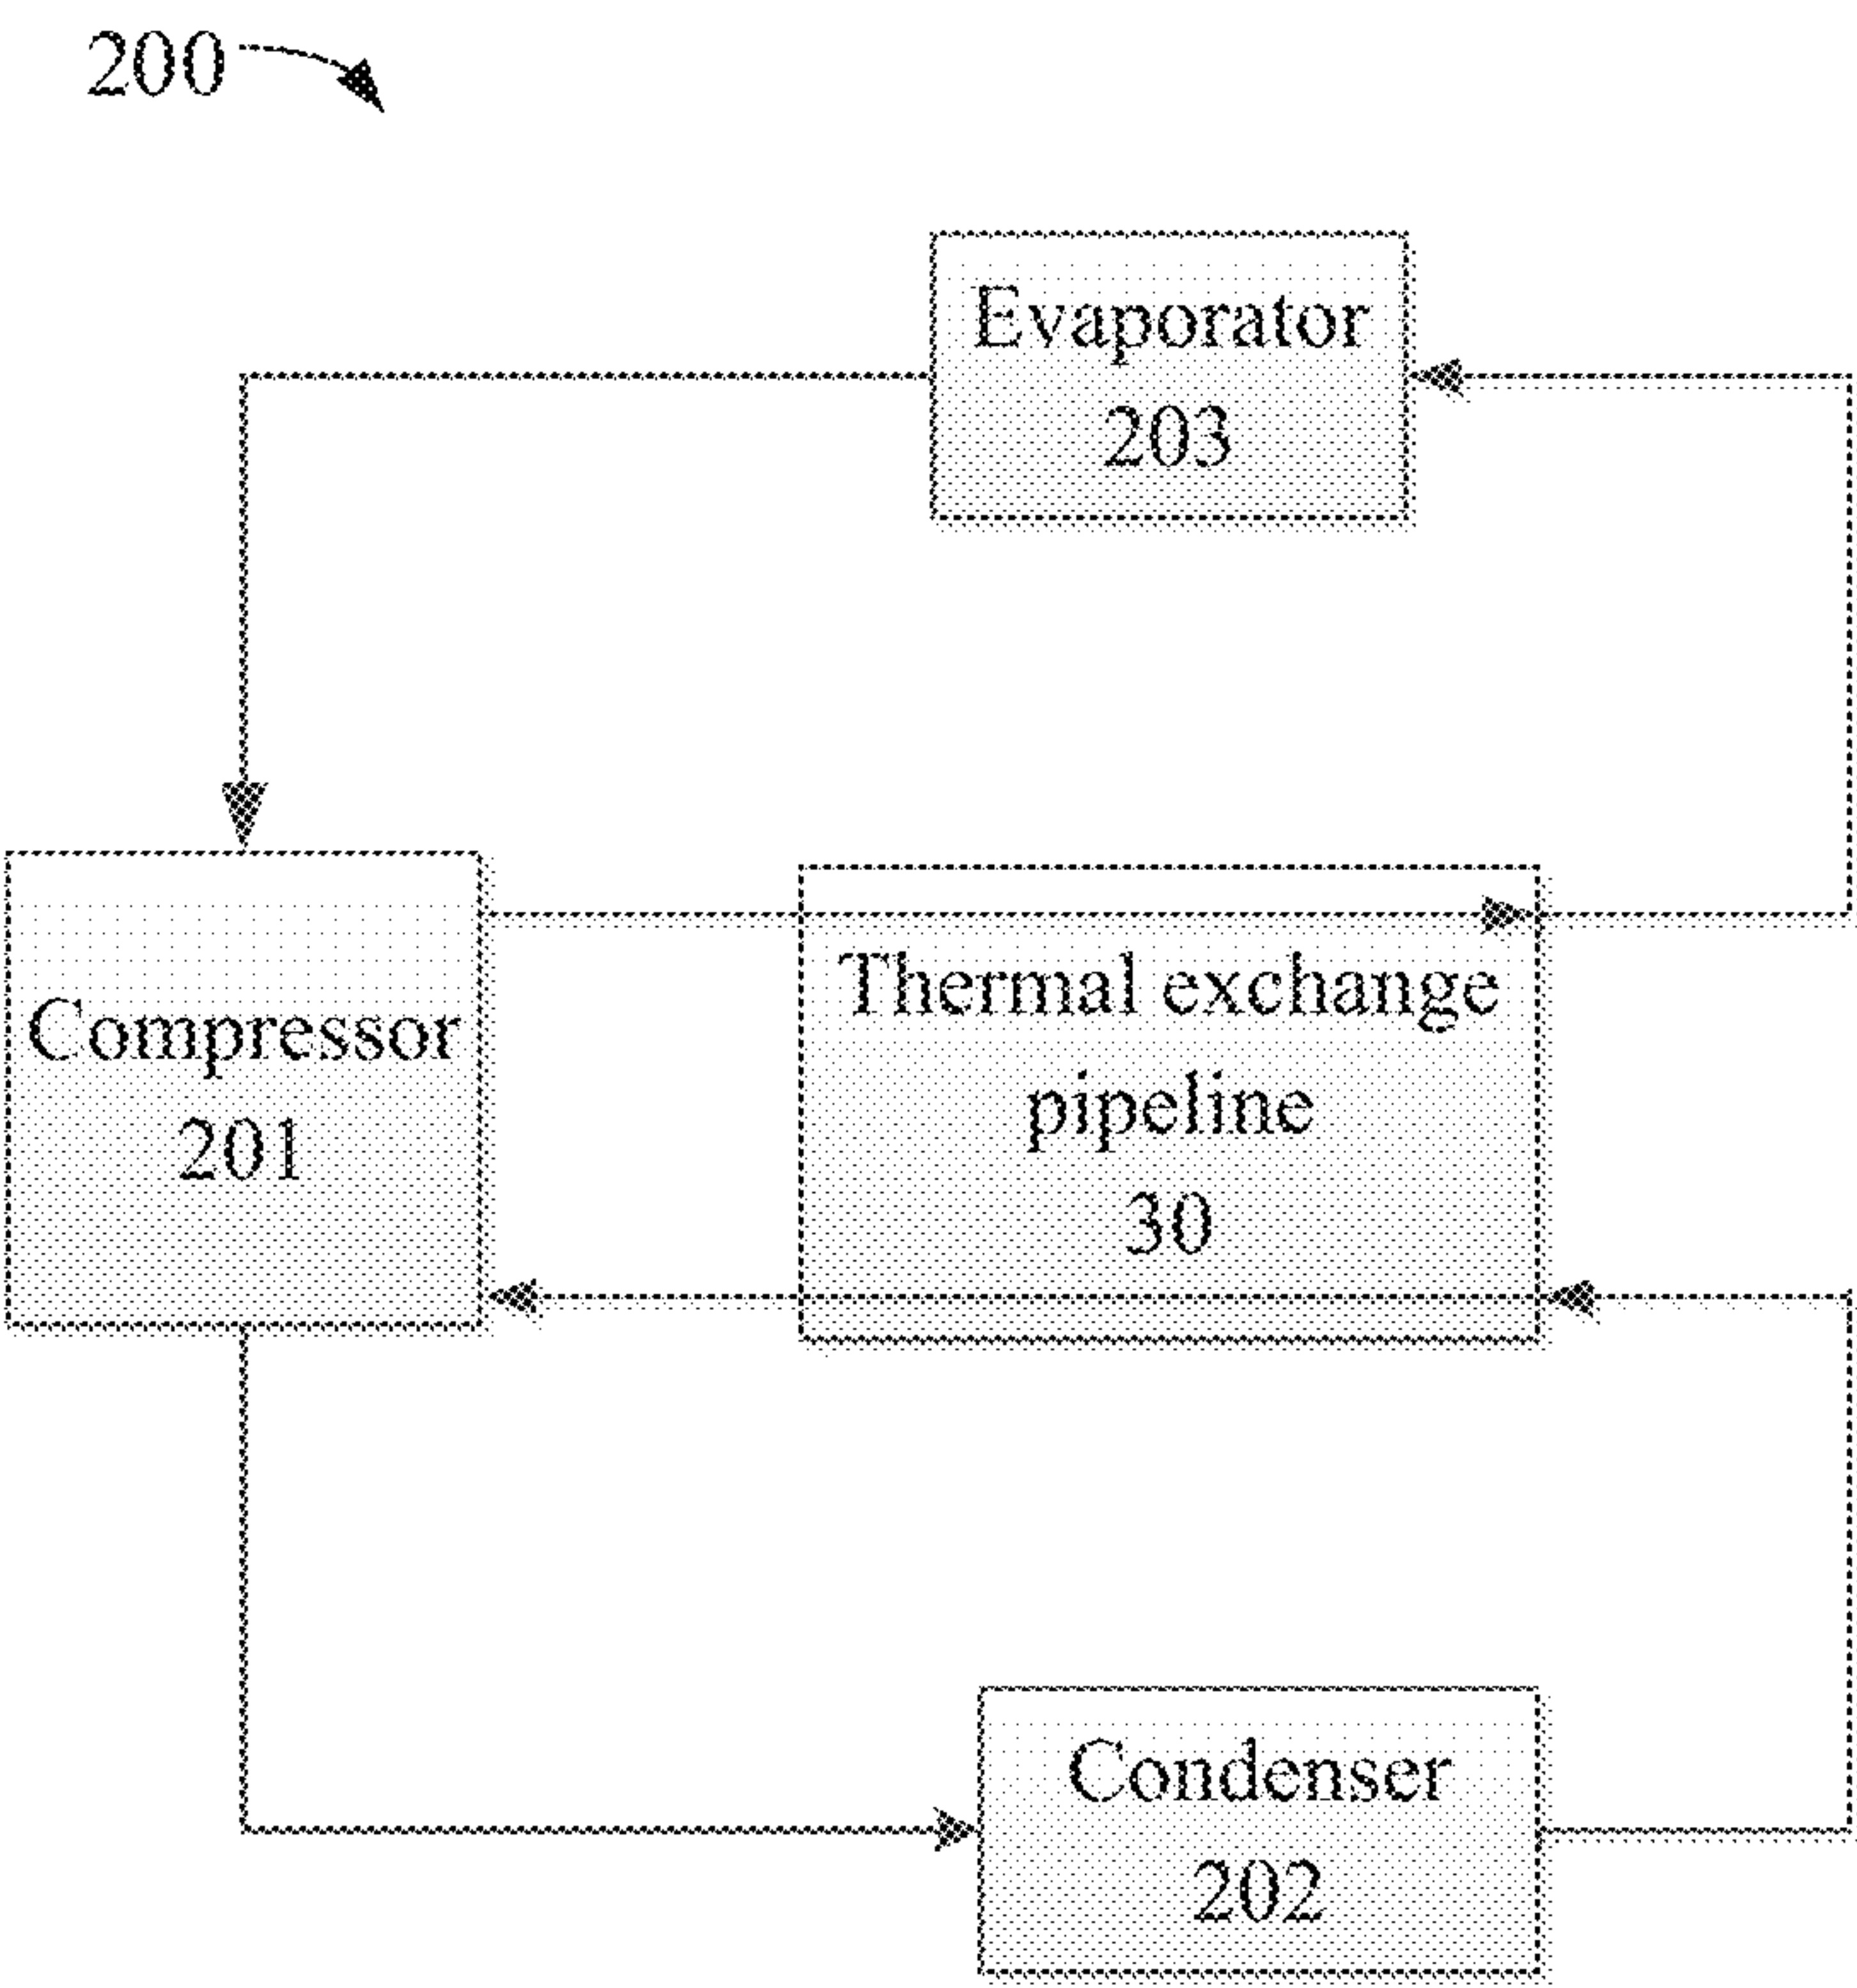 200
Evaporator
203
Compressor
201
Thermal exchange
pipeline
30
Condenser
202